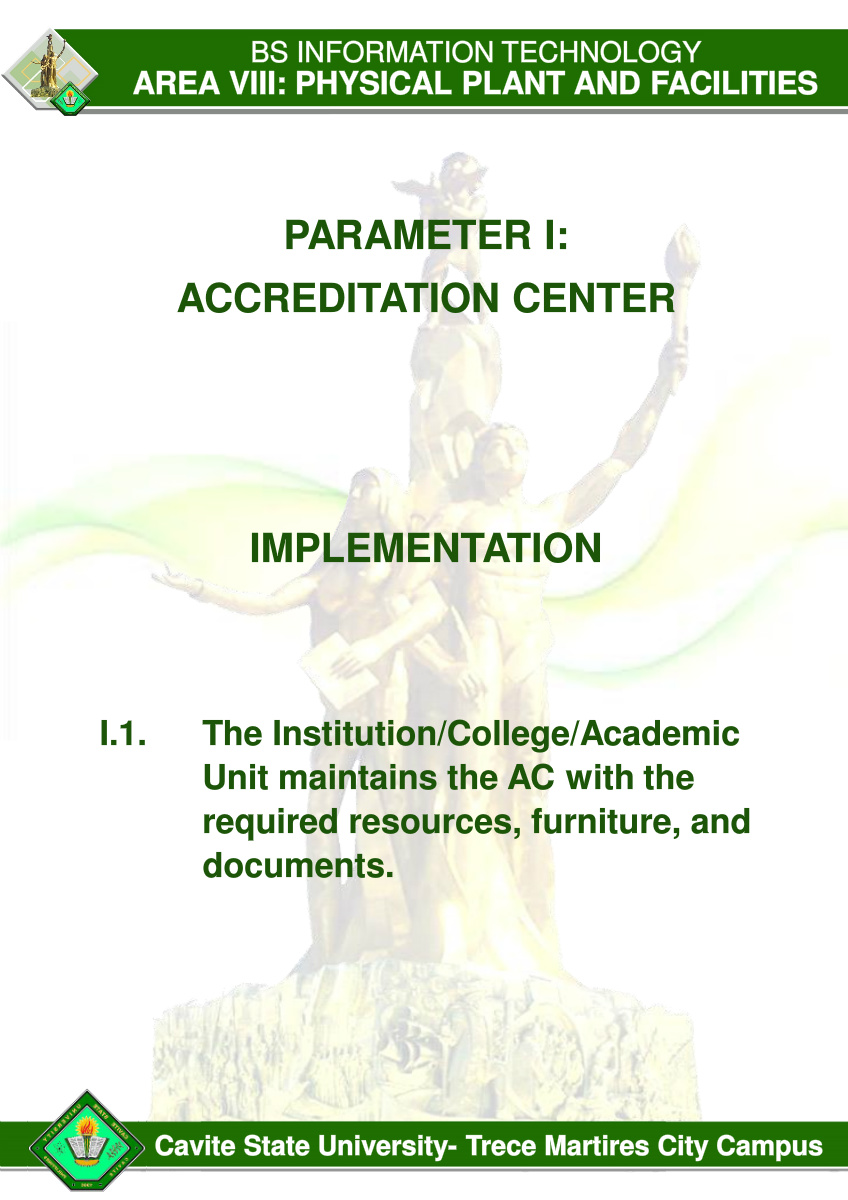 BS INFORMATION TECHNOLOGY
AREA VIII: PHYSICAL PLANT AND FACILITIES
PARAMETER I:
ACCREDITATION CENTER
IMPLEMENTATION
I.1. The Institution/College/Academic
Unit maintains the AC with the
required resources, furniture, and
documents.
Cavite State University- Trece Martires City Campus